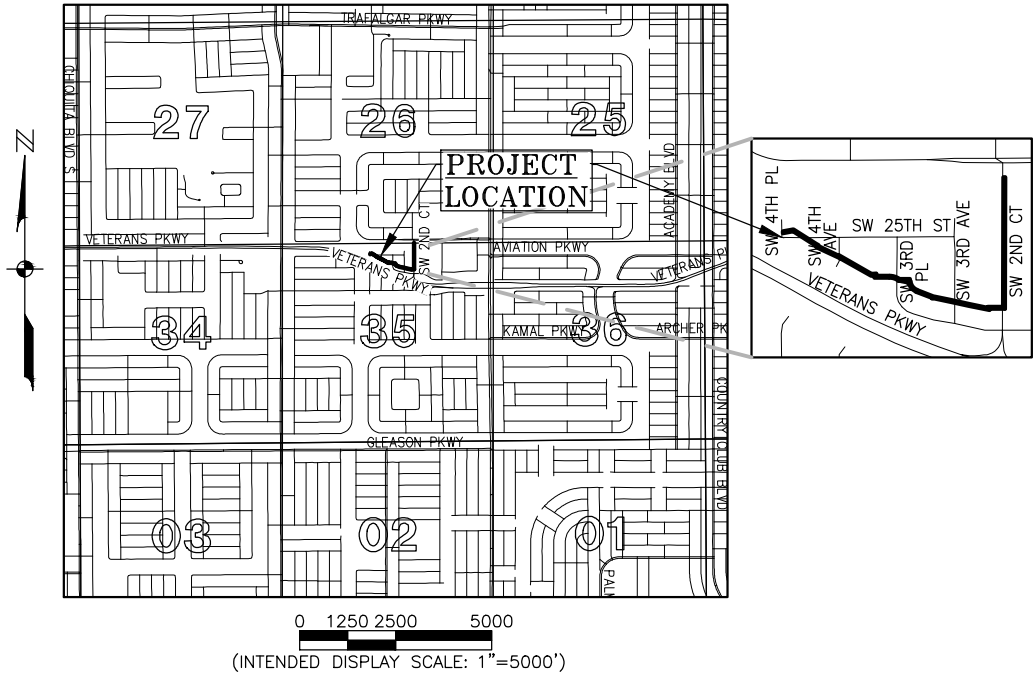 TRAFALGAR PKWY
CHIQUITA BLVD S
27
26
25
N
PROJECT
LOCATION
ACADEMY BLVD
SW 2ND CT
VETERANS PKWY
AVIATION PKWY
VETERANS PKWY
VETERANS P
34
35
36
KAMAL PKWY
ARCHER PK
COUNTRY CLUB BLVD
GLEASON PKWY
03
02
01
PALM
SW 4TH PL
SW 4TH
AVE
SW 25TH ST
SW 3RD
PL
SW 3RD AVE
SW 2ND CT
VETERANS PKWY
0 1250 2500 5000
(INTENDED DISPLAY SCALE: 1"=5000')